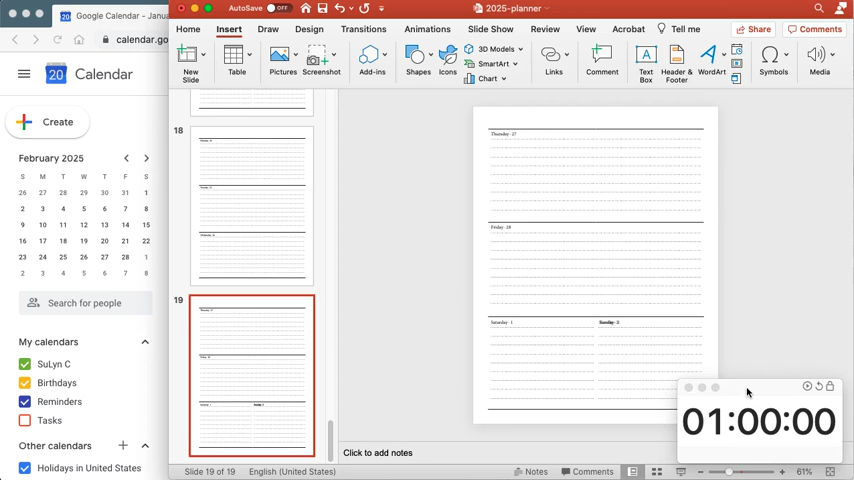 Google Calendar - Janua
AutoSave OFF
2025-planner
calendar.go
Home Insert Draw Design Transitions Animations Slide Show Review View Acrobat Tell me Share Comments
New Slide
Table
Pictures
Screenshot
Add-ins
Shapes
Icons
3D Models
SmartArt
Chart
Links
Comment
Text Box
Header & Footer
WordArt
Symbols
Media
20 Calendar
Create
February 2025
S M T W T F S
26 27 28 29 30 31 1
2 3 4 5 6 7 8
9 10 11 12 13 14 15
16 17 18 19 20 21 22
23 24 25 26 27 28 1
2 3 4 5 6 7 8
Search for people
My calendars
SuLyn C
Birthdays
Reminders
Tasks
Other calendars
Holidays in United States
18
19
Thursday · 27
Friday · 28
Saturday · 1 Sunday · 2
01:00:00
Click to add notes
Slide 19 of 19 English (United States) Notes Comments 61%